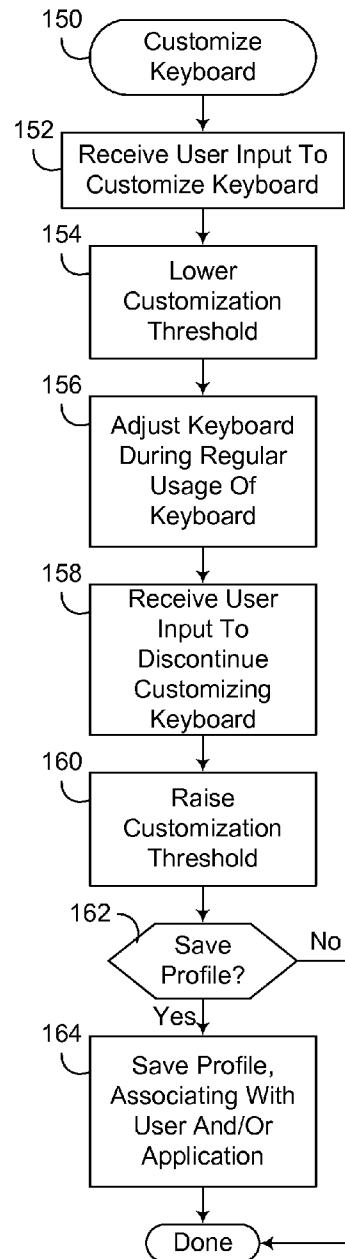 150
Customize
Keyboard
152
Receive User Input To
Customize Keyboard
154
Lower
Customization
Threshold
156
Adjust Keyboard
During Regular
Usage Of
Keyboard
158
Receive User
Input To
Discontinue
Customizing
Keyboard
160
Raise
Customization
Threshold
162
Save
Profile?
No
Yes
164
Save Profile,
Associating With
User And/Or
Application
Done